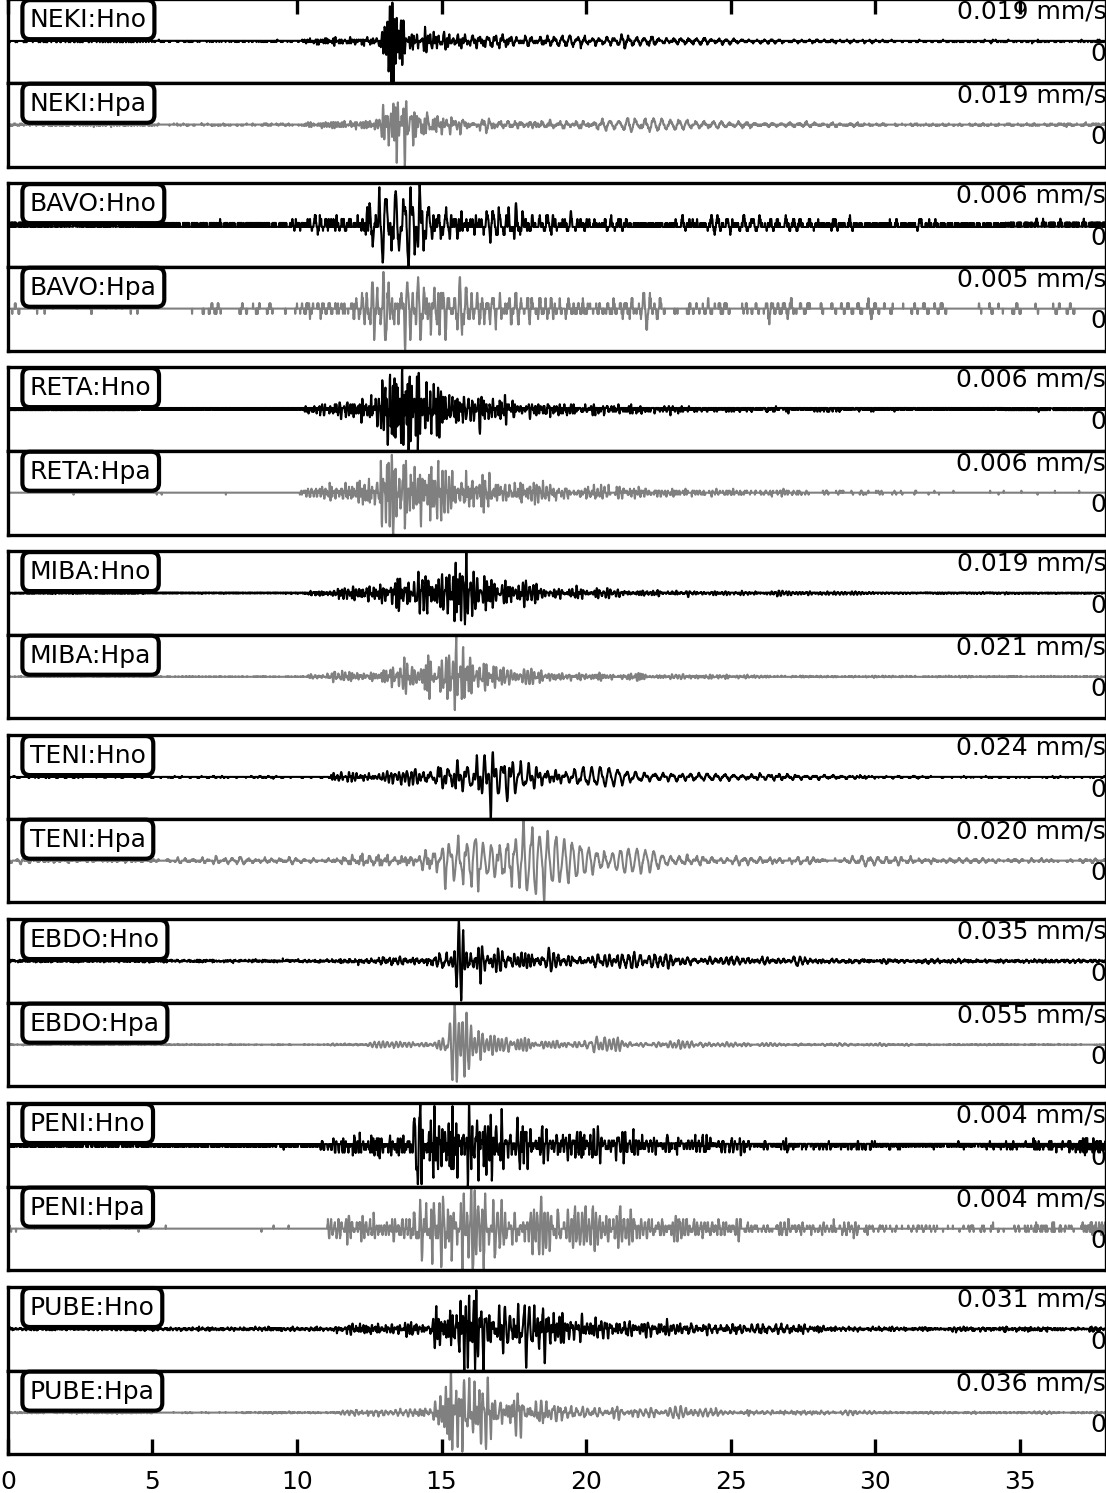 NEKI:Hno 0.019 mm/s
0
NEKI:Hpa 0.019 mm/s
0
BAVO:Hno 0.006 mm/s
0
BAVO:Hpa 0.005 mm/s
0
RETA:Hno 0.006 mm/s
0
RETA:Hpa 0.006 mm/s
0
MIBA:Hno 0.019 mm/s
0
MIBA:Hpa 0.021 mm/s
0
TENI:Hno 0.024 mm/s
0
TENI:Hpa 0.020 mm/s
0
EBDO:Hno 0.035 mm/s
0
EBDO:Hpa 0.055 mm/s
0
PENI:Hno 0.004 mm/s
0
PENI:Hpa 0.004 mm/s
0
PUBE:Hno 0.031 mm/s
0
PUBE:Hpa 0.036 mm/s
0
0 5 10 15 20 25 30 35